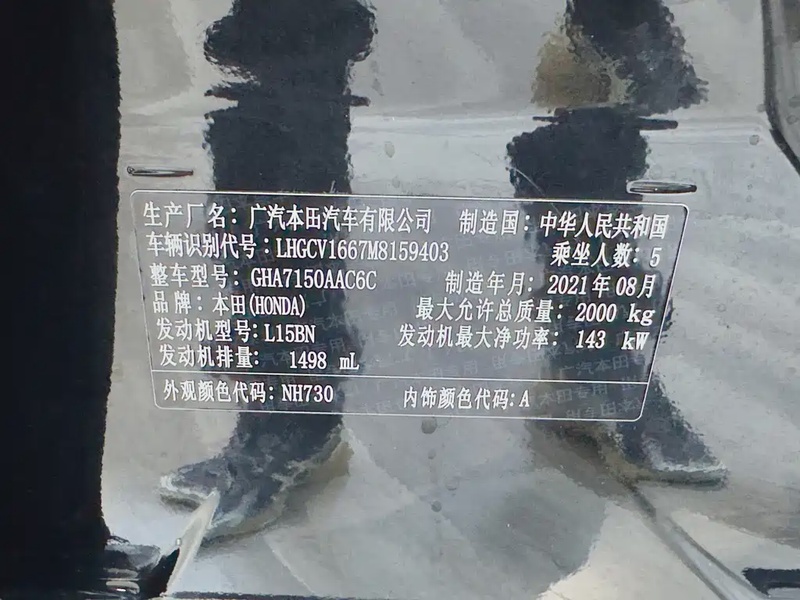 生产厂名：广汽本田汽车有限公司 制造国：中华人民共和国
车辆识别代号：LHGCV1667M8159403 乘坐人数：5
整车型号：GHA7150AAC6C 制造年月：2021年08月
品牌：本田(HONDA) 最大允许总质量：2000 kg
发动机型号：L15BN 发动机最大净功率：143 kW
发动机排量：1498 mL
外观颜色代码：NH730 内饰颜色代码：A